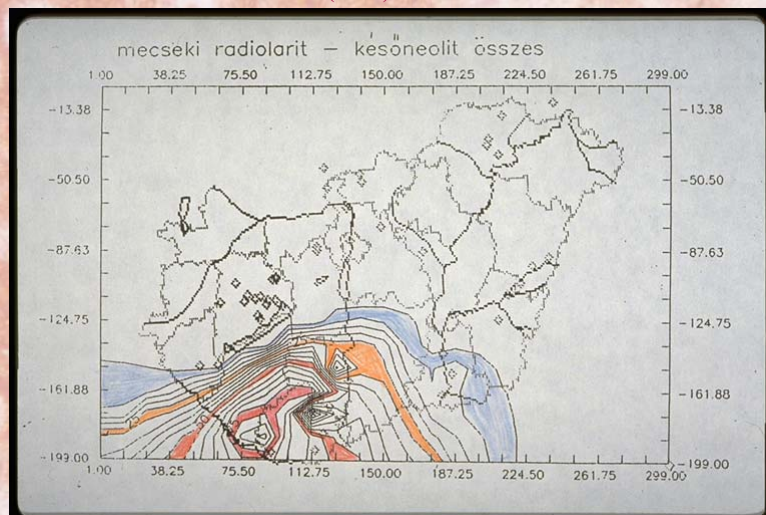 mecseki radiolarit – későneolit összes
1.00 38.25 75.50 112.75 150.00 187.25 224.50 261.75 299.00
-13.38 -13.38
-50.50 -50.50
-87.63 -87.63
-124.75 -124.75
-161.88 -161.88
-199.00 -199.00
1.00 38.25 75.50 112.75 150.00 187.25 224.50 261.75 299.00